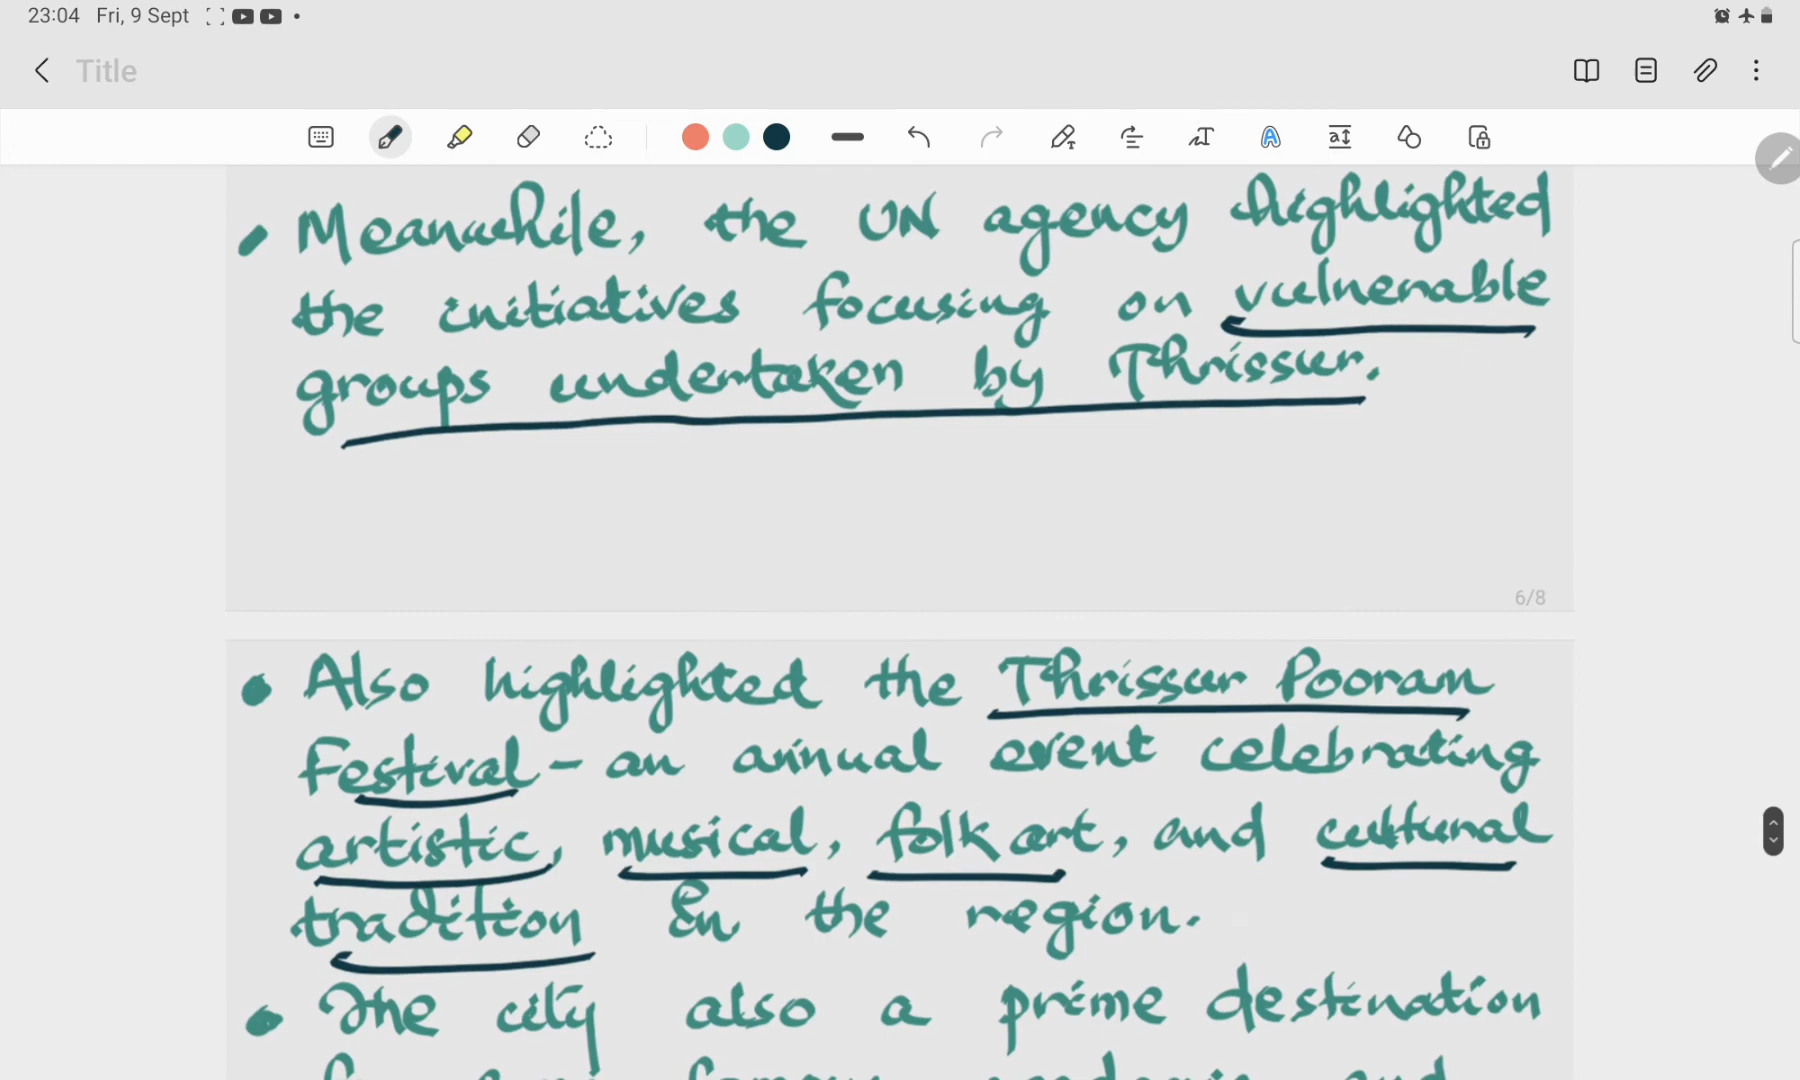 23:04 Fri, 9 Sept
Title
Meanwhile, the UN agency highlighted
the initiatives focusing on vulnerable
groups undertaken by Thrissur.
6/8
Also highlighted the Thrissur Pooram
Festival - an annual event celebrating
artistic, musical, folk art, and cultural
tradition in the region.
The city also a prime destination